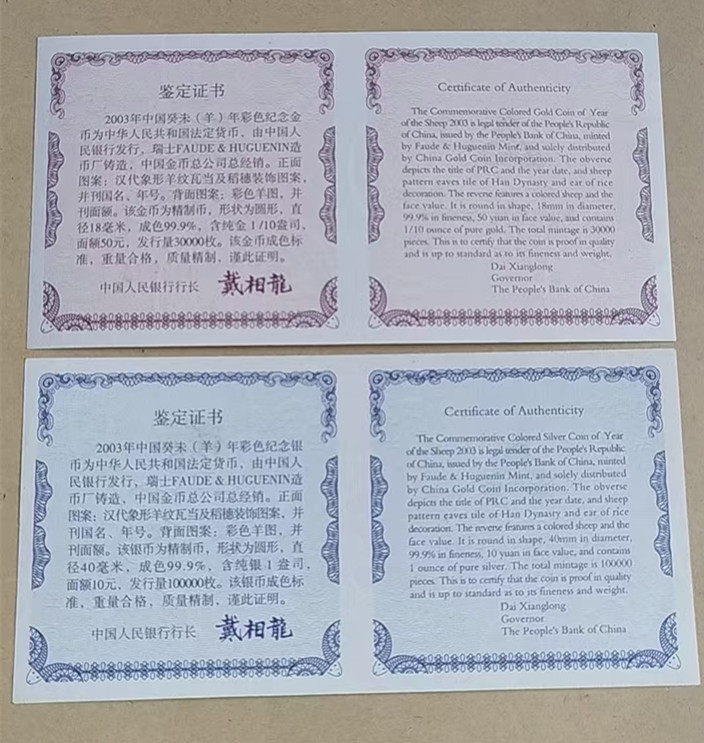 鉴定证书
2003年中国癸未（羊）年彩色纪念金
币为中华人民共和国法定货币，由中国人
民银行发行，瑞士FAUDE & HUGUENIN造
币厂铸造，中国金币总公司总经销。正面
图案：汉代象形羊纹瓦当及稻穗装饰图案，
并刊国名、年号。背面图案：彩色羊图，并
刊面额。该金币为精制币，形状为圆形，直
径18毫米，成色99.9%，含纯金1/10盎司，
面额50元，发行量30000枚。该金币成色标
准，重量合格，质量精制，谨此证明。
中国人民银行行长 戴相龍
Certificate of Authenticity
The Commemorative Colored Gold Coin of Year
of the Sheep 2003 is legal tender of the People's Republic
of China, issued by the People's Bank of China, minted
by Faude & Huguenin Mint, and solely distributed
by China Gold Coin Incorporation. The obverse
depicts the title of PRC and the year date, and sheep
pattern eaves tile of Han Dynasty and ear of rice
decoration. The reverse features a colored sheep and the
face value. It is round in shape, 18mm in diameter,
99.9% in fineness, 50 yuan in face value, and contains
1/10 ounce of pure gold. The total mintage is 30000
pieces. This is to certify that the coin is proof in quality
and is up to standard as to its fineness and weight.
Dai Xianglong
Governor
The People's Bank of China
鉴定证书
2003年中国癸未（羊）年彩色纪念银
币为中华人民共和国法定货币，由中国人
民银行发行，瑞士FAUDE & HUGUENIN造
币厂铸造，中国金币总公司总经销。正面
图案：汉代象形羊纹瓦当及稻穗装饰图案，并
刊国名、年号。背面图案：彩色羊图，并
刊面额。该银币为精制币，形状为圆形，直
径40毫米，成色99.9%，含纯银1盎司，
面额10元，发行量100000枚。该银币成色标
准，重量合格，质量精制，谨此证明。
中国人民银行行长 戴相龍
Certificate of Authenticity
The Commemorative Colored Silver Coin of Year
of the Sheep 2003 is legal tender of the People's Republic
of China, issued by the People's Bank of China, minted
by Faude & Huguenin Mint, and solely distributed
by China Gold Coin Incorporation. The obverse
depicts the title of PRC and the year date, and sheep
pattern eaves tile of Han Dynasty and ear of rice
decoration. The reverse features a colored sheep and the
face value. It is round in shape, 40mm in diameter,
99.9% in fineness, 10 yuan in face value, and contains
1 ounce of pure silver. The total mintage is 100000
pieces. This is to certify that the coin is proof in quality
and is up to standard as to its fineness and weight.
Dai Xianglong
Governor
The People's Bank of China